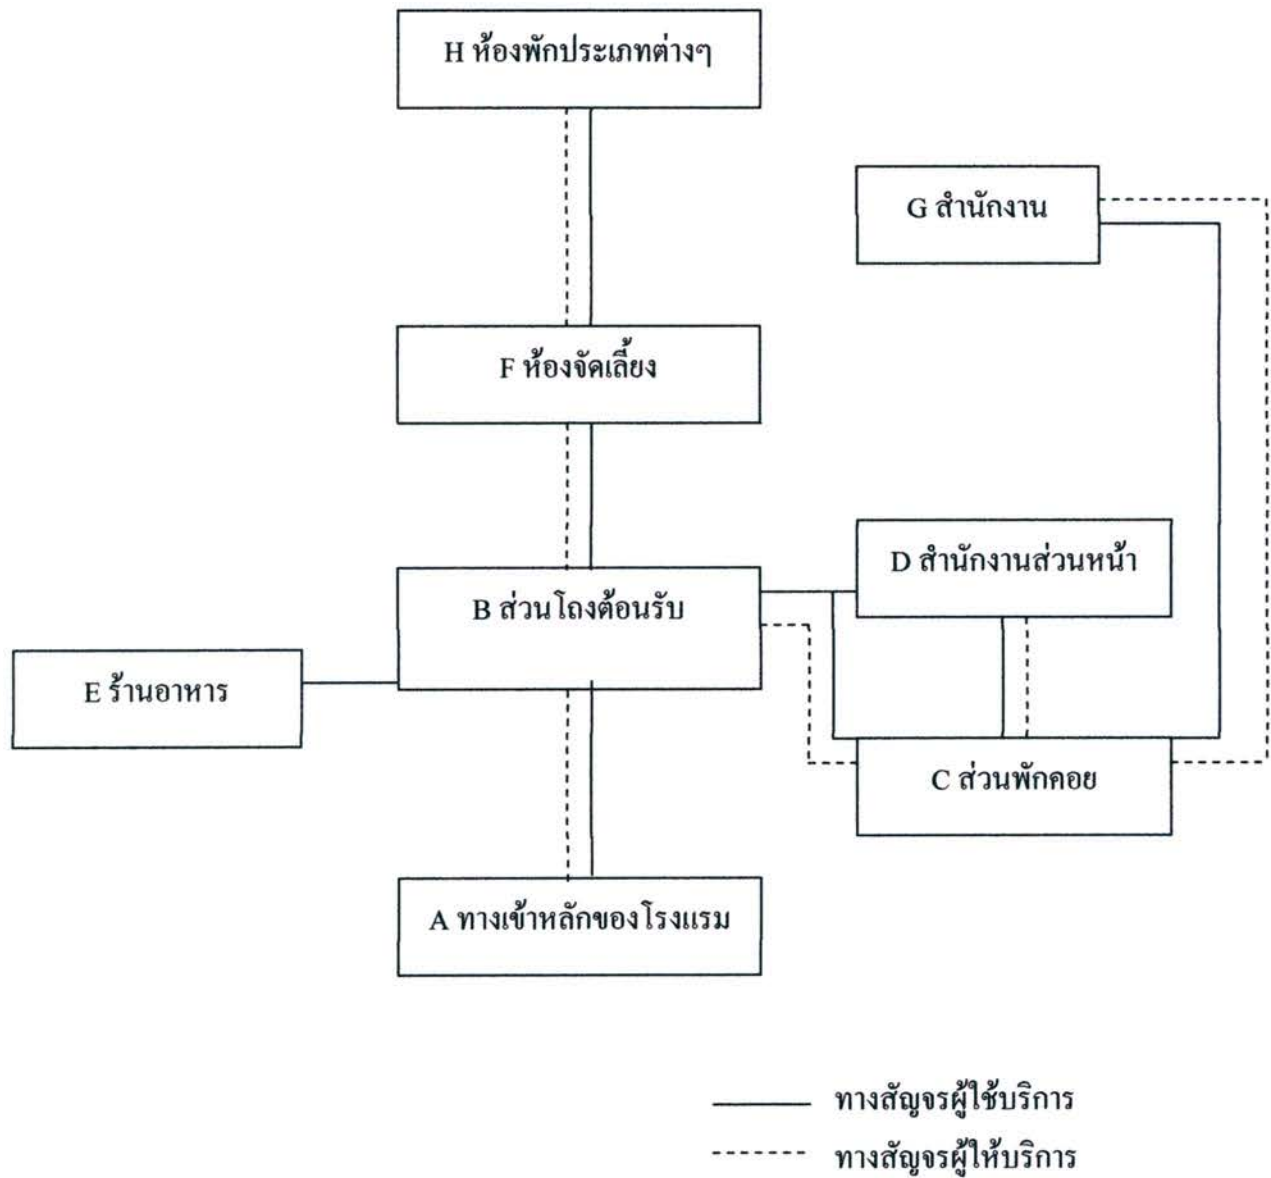 H ห้องพักประเภทต่างๆ
G สำนักงาน
F ห้องจัดเลี้ยง
D สำนักงานส่วนหน้า
B ส่วนโถงต้อนรับ
E ร้านอาหาร
C ส่วนพักคอย
A ทางเข้าหลักของโรงแรม
ทางสัญจรผู้ใช้บริการ
ทางสัญจรผู้ให้บริการ